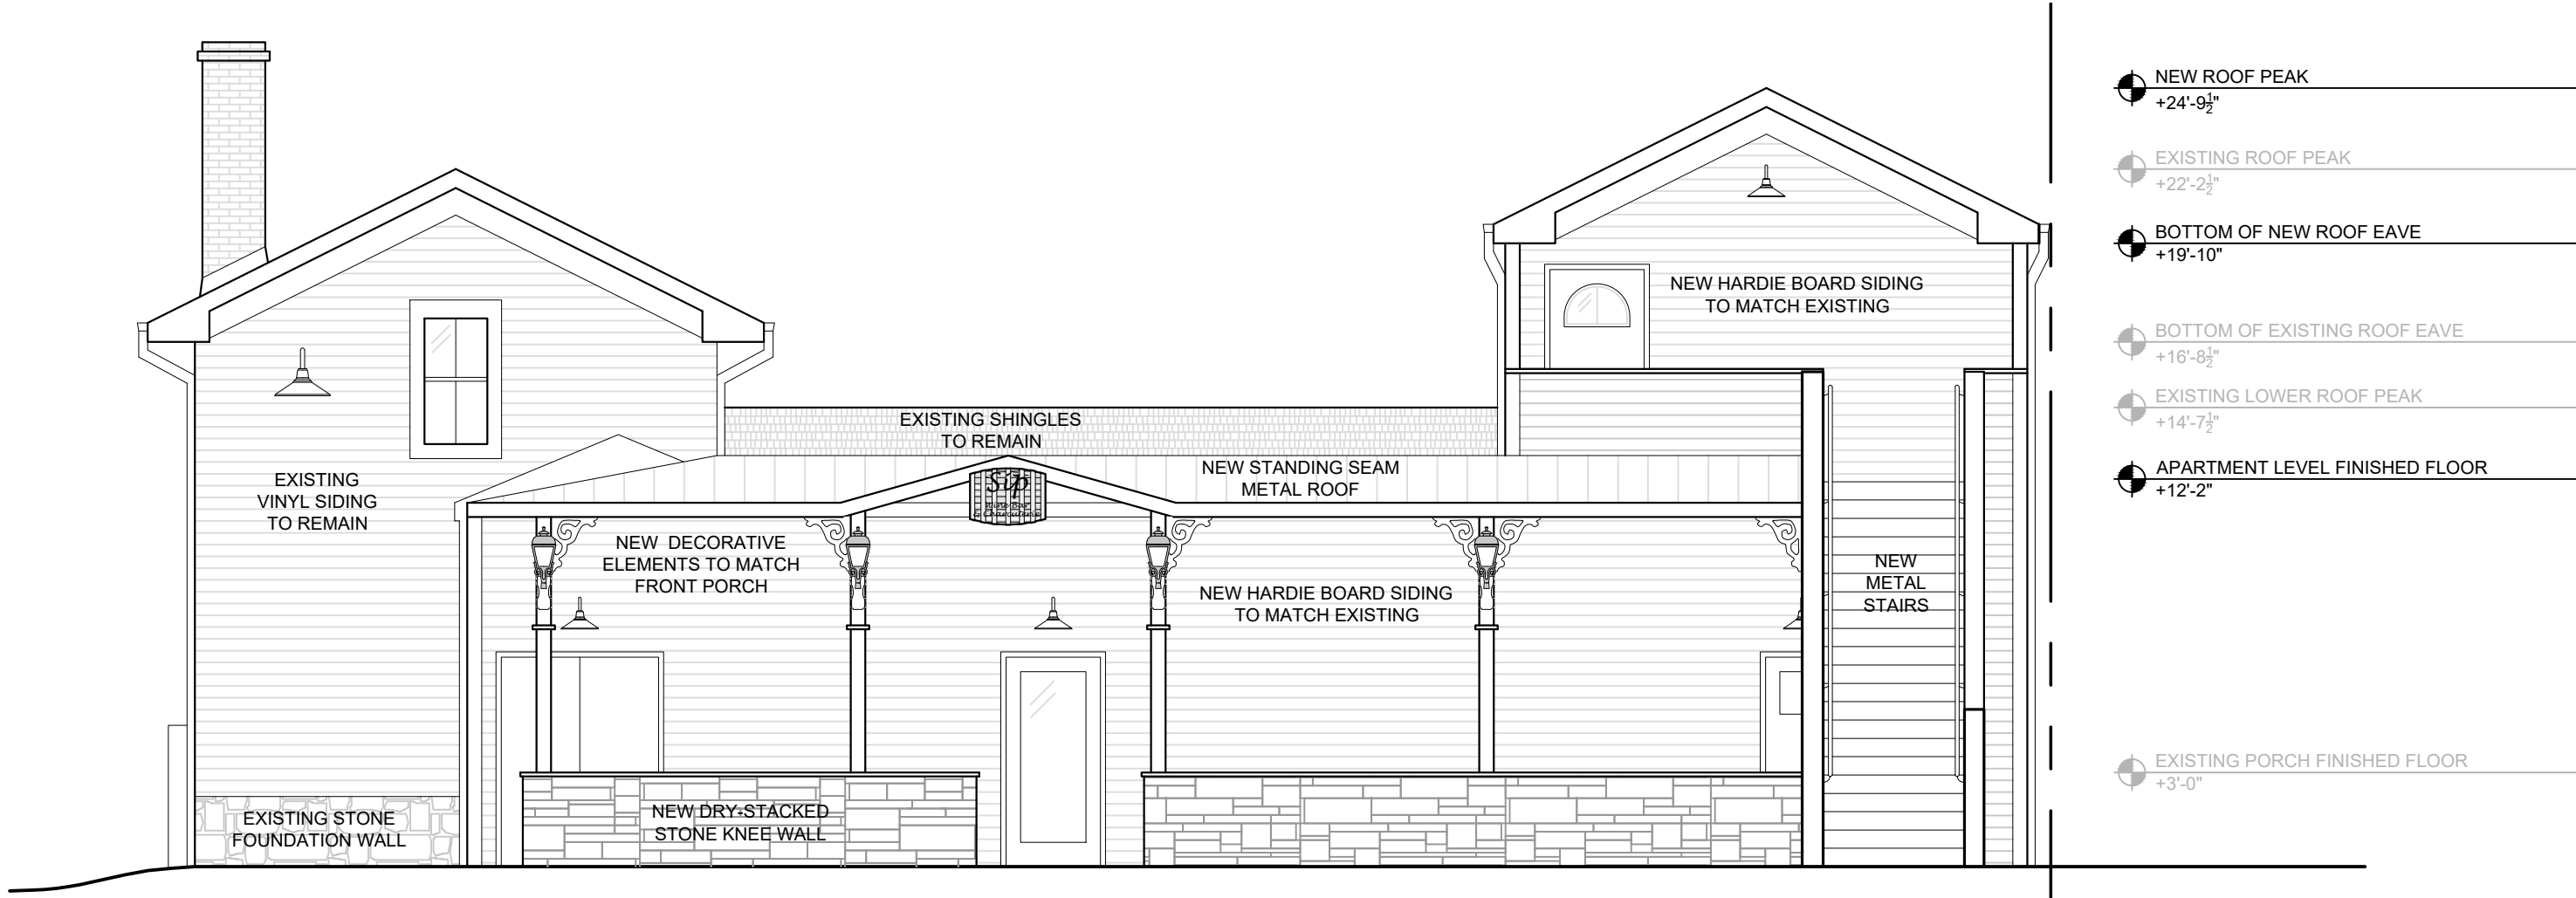 NEW ROOF PEAK
+24'-9½"
EXISTING ROOF PEAK
+22'-2½"
BOTTOM OF NEW ROOF EAVE
+19'-10"
NEW HARDIE BOARD SIDING
TO MATCH EXISTING
BOTTOM OF EXISTING ROOF EAVE
+16'-8½"
EXISTING LOWER ROOF PEAK
+14'-7½"
EXISTING SHINGLES
TO REMAIN
APARTMENT LEVEL FINISHED FLOOR
+12'-2"
NEW STANDING SEAM
METAL ROOF
Sip
EXISTING
VINYL SIDING
TO REMAIN
NEW DECORATIVE
ELEMENTS TO MATCH
FRONT PORCH
NEW HARDIE BOARD SIDING
TO MATCH EXISTING
NEW
METAL
STAIRS
EXISTING PORCH FINISHED FLOOR
+3'-0"
EXISTING STONE
FOUNDATION WALL
NEW DRY-STACKED
STONE KNEE WALL